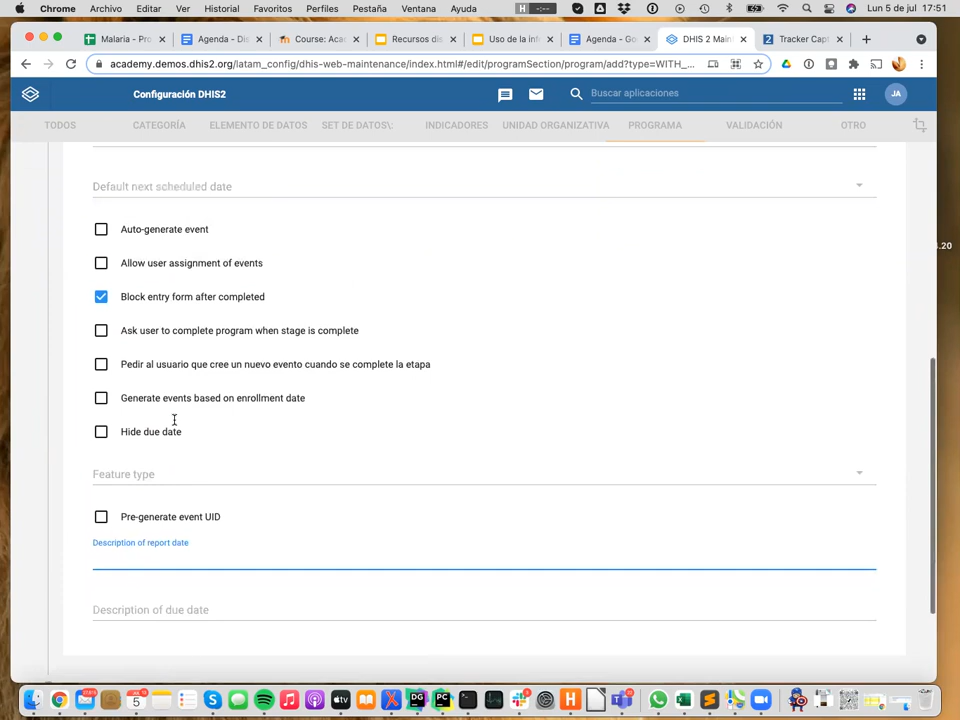 Chrome Archivo Editar Ver Historial Favoritos Perfiles Pestaña Ventana Ayuda Lun 5 de jul 17:51
Malaria - Pro Agenda - Dis Course: Aca Recursos dis Uso de la inf Agenda - Go DHIS 2 Main Tracker Capt
academy.demos.dhis2.org/latam_config/dhis-web-maintenance/index.html#/edit/programSection/program/add?type=WITH_...
Configuración DHIS2 Buscar aplicaciones JA
TODOS CATEGORÍA ELEMENTO DE DATOS SET DE DATOS\; INDICADORES UNIDAD ORGANIZATIVA PROGRAMA VALIDACIÓN OTRO
Default next scheduled date
Auto-generate event
.20
Allow user assignment of events
Block entry form after completed
Ask user to complete program when stage is complete
Pedir al usuario que cree un nuevo evento cuando se complete la etapa
Generate events based on enrollment date
Hide due date
Feature type
Pre-generate event UID
Description of report date
Description of due date